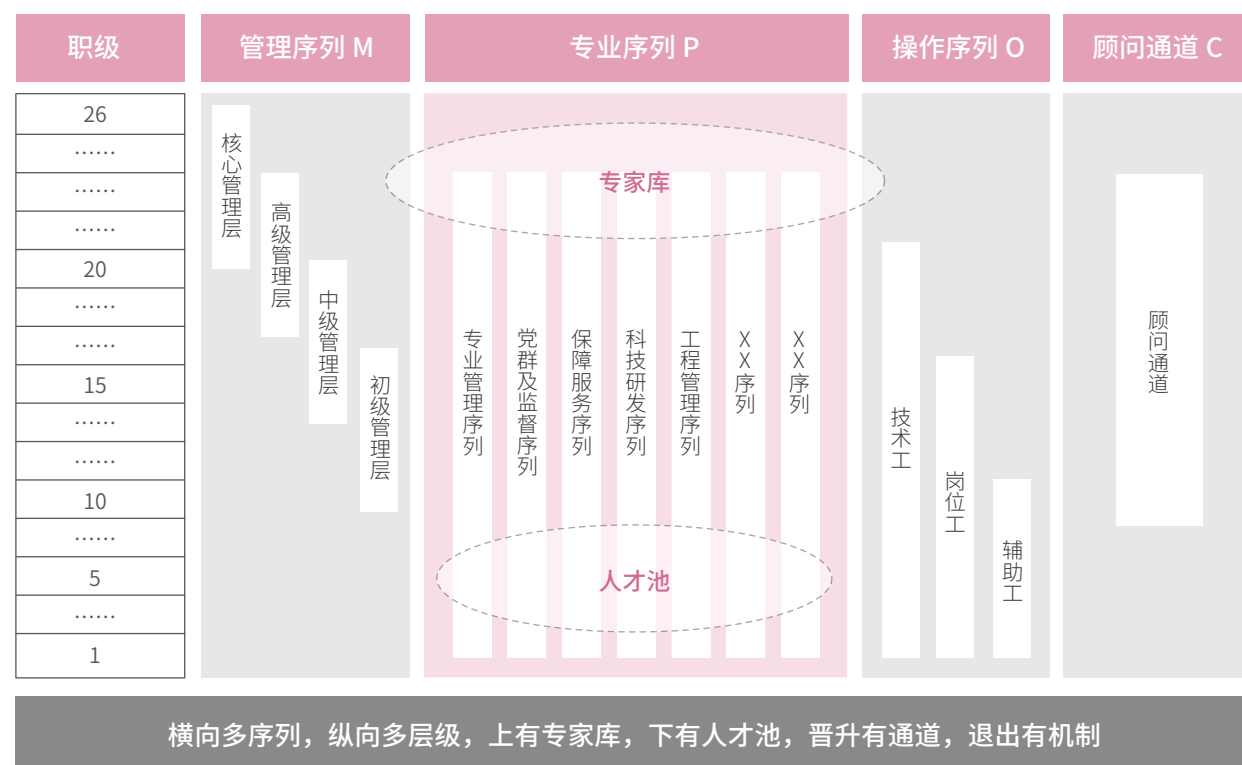 职级
管理序列 M
专业序列 P
操作序列 O
顾问通道 C
26
……
……
……
20
……
……
15
……
……
10
……
5
……
1
核心管理层
高级管理层
中级管理层
初级管理层
专家库
专业管理序列
党群及监督序列
保障服务序列
科技研发序列
工程管理序列
XX序列
XX序列
人才池
技术工
岗位工
辅助工
顾问通道
横向多序列，纵向多层级，上有专家库，下有人才池，晋升有通道，退出有机制